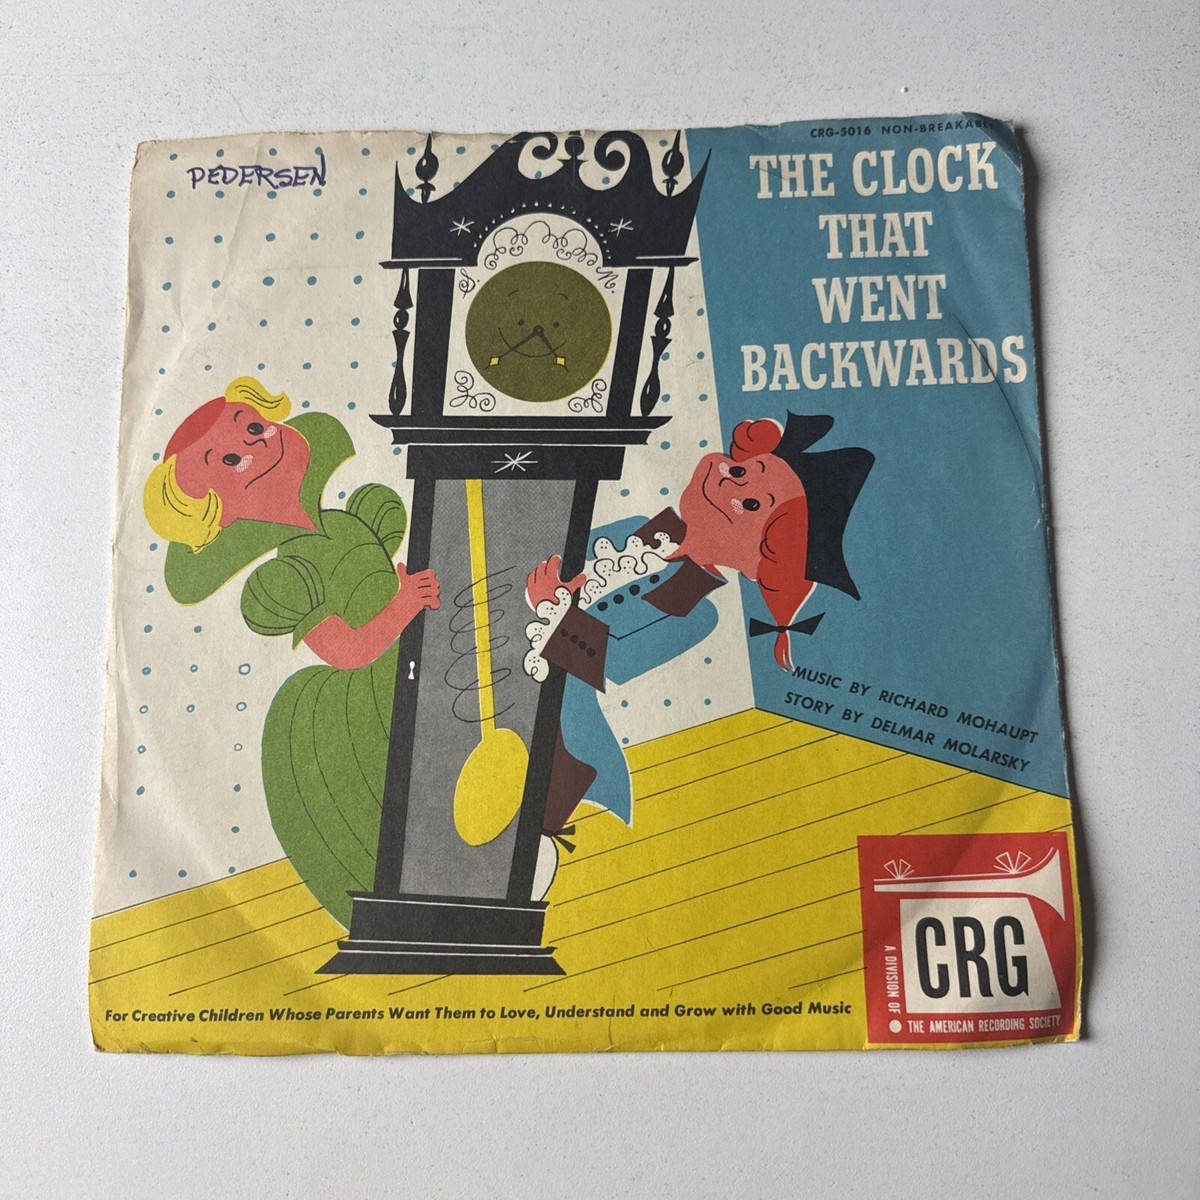 CRG-5016 NON-BREAKABLE
PEDERSEN
THE CLOCK
THAT
WENT
BACKWARDS
S. N.
MUSIC BY RICHARD MOHAUPT
STORY BY DELMAR MOLARSKY
CRG
A DIVISION OF
THE AMERICAN RECORDING SOCIETY
For Creative Children Whose Parents Want Them to Love, Understand and Grow with Good Music